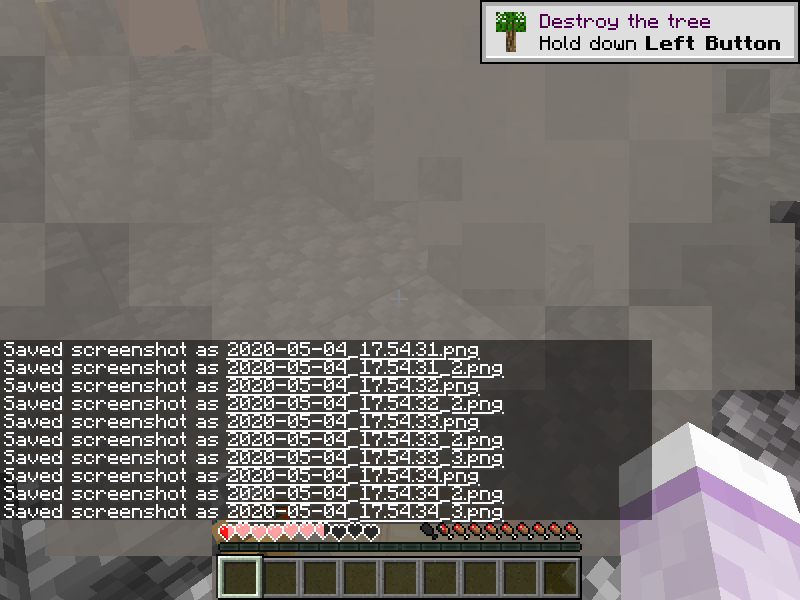 Destroy the tree
Hold down Left Button
Saved screenshot as 2020-05-04_17.54.31.png
Saved screenshot as 2020-05-04_17.54.31_2.png
Saved screenshot as 2020-05-04_17.54.32.png
Saved screenshot as 2020-05-04_17.54.32_2.png
Saved screenshot as 2020-05-04_17.54.33.png
Saved screenshot as 2020-05-04_17.54.33_2.png
Saved screenshot as 2020-05-04_17.54.33_3.png
Saved screenshot as 2020-05-04_17.54.34.png
Saved screenshot as 2020-05-04_17.54.34_2.png
Saved screenshot as 2020-05-04_17.54.34_3.png